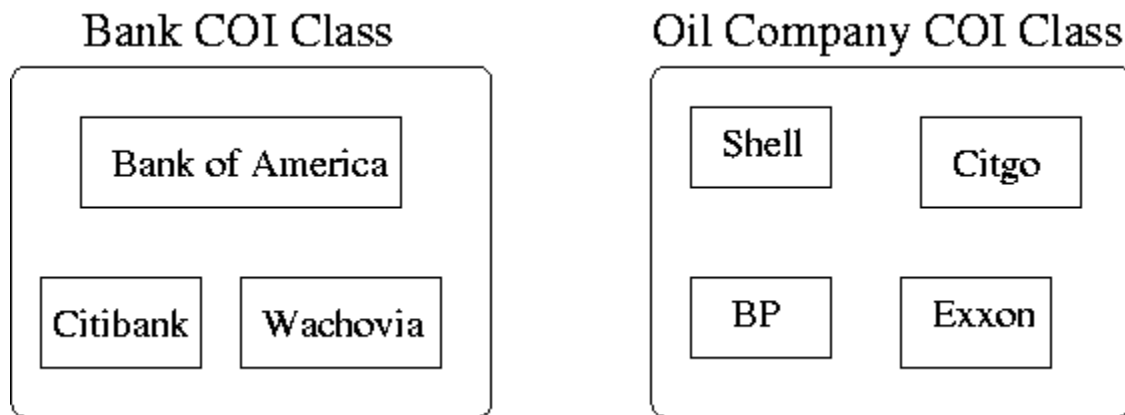 Bank COI Class
Oil Company COI Class
Bank of America
Shell
Citgo
Citibank
Wachovia
BP
Exxon